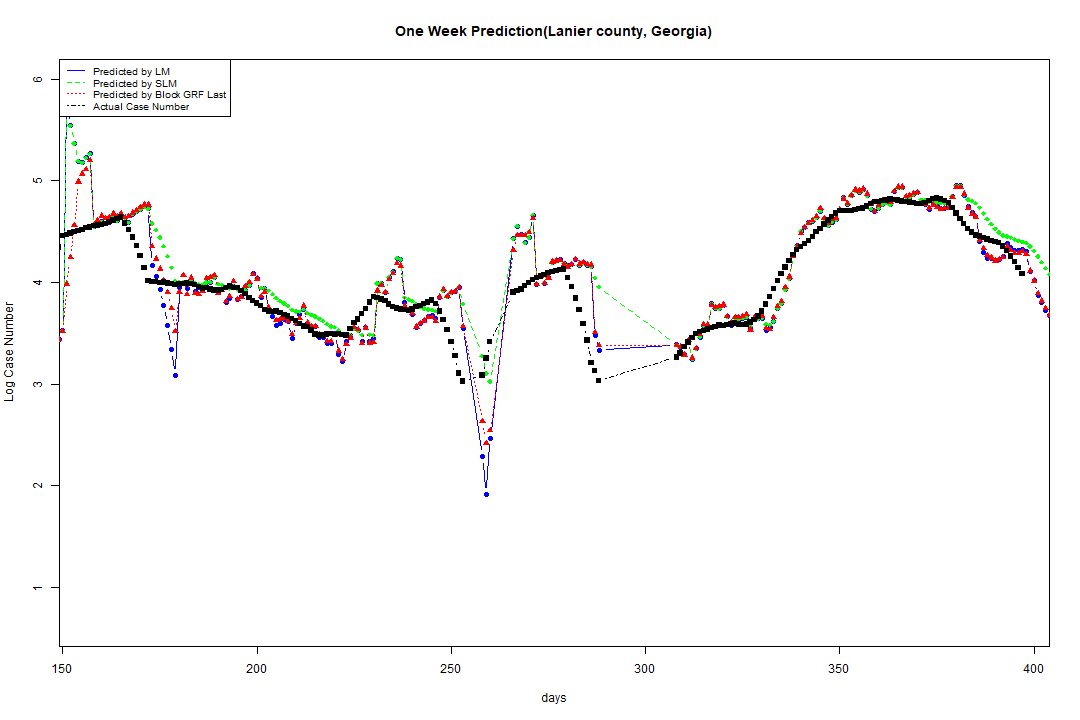 One Week Prediction(Lanier county, Georgia)
Predicted by LM
Predicted by SLM
Predicted by Block GRF Last
Actual Case Number
6
5
4
3
2
1
Log Case Number
150 200 250 300 350 400
days